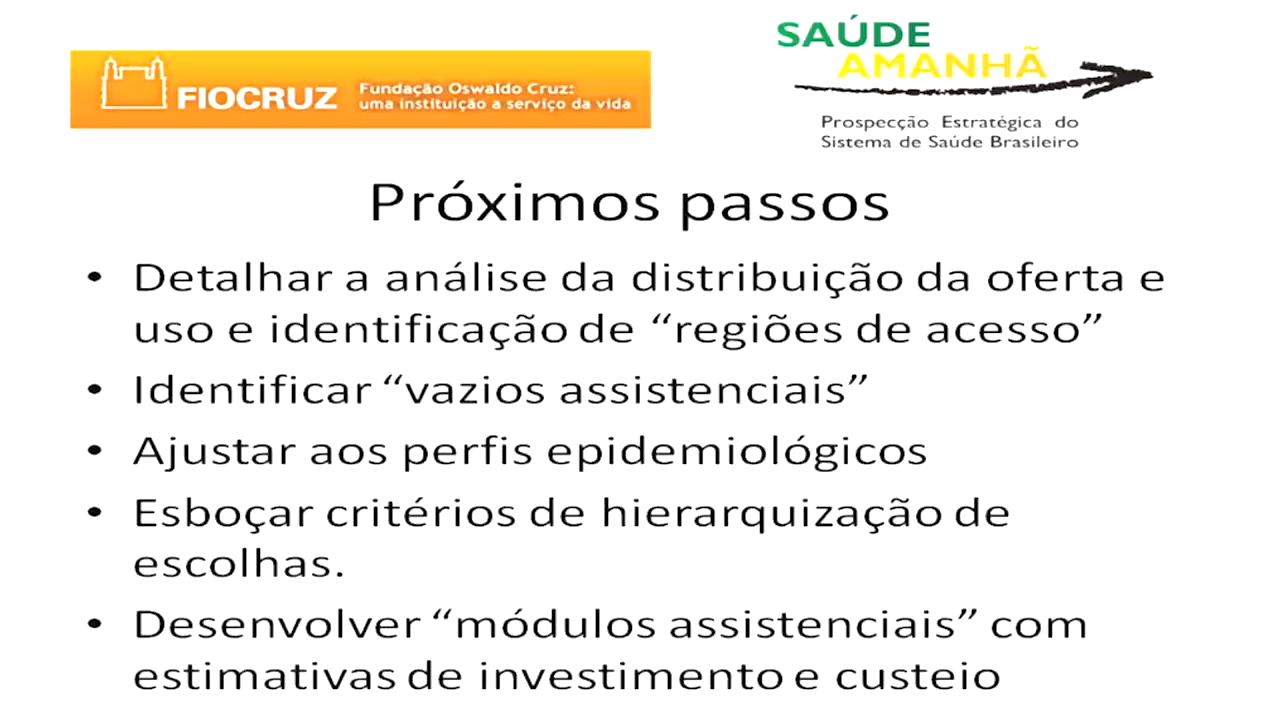 FIOCRUZ
Fundação Oswaldo Cruz:
uma instituição a serviço da vida
SAÚDE
AMANHÃ
Prospecção Estratégica do
Sistema de Saúde Brasileiro
Próximos passos
• Detalhar a análise da distribuição da oferta e
uso e identificação de “regiões de acesso”
• Identificar “vazios assistenciais”
• Ajustar aos perfis epidemiológicos
• Esboçar critérios de hierarquização de
escolhas.
• Desenvolver “módulos assistenciais” com
estimativas de investimento e custeio